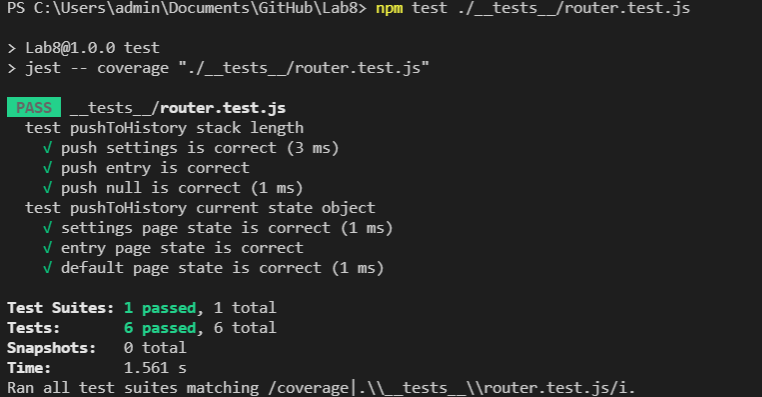 PS C:\Users\admin\Documents\GitHub\Lab8> npm test ./__tests__/router.test.js
> Lab8@1.0.0 test
> jest -- coverage "./__tests__/router.test.js"
PASS __tests__/router.test.js
test pushToHistory stack length
√ push settings is correct (3 ms)
√ push entry is correct
√ push null is correct (1 ms)
test pushToHistory current state object
√ settings page state is correct (1 ms)
√ entry page state is correct
√ default page state is correct (1 ms)
Test Suites: 1 passed, 1 total
Tests: 6 passed, 6 total
Snapshots: 0 total
Time: 1.561 s
Ran all test suites matching /coverage|.\\__tests__\\router.test.js/i.